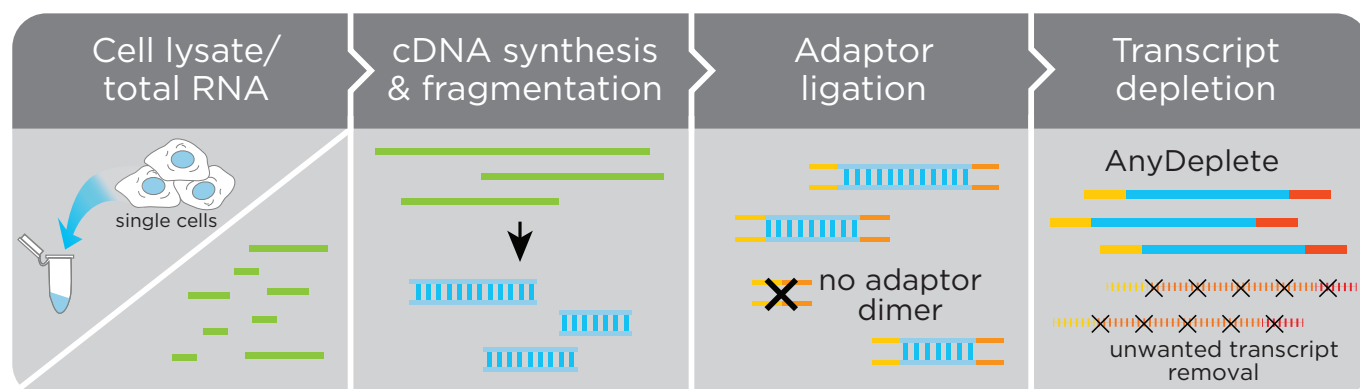 Cell lysate/
total RNA
cDNA synthesis
& fragmentation
Adaptor
ligation
Transcript
depletion
single cells
no adaptor
dimer
AnyDeplete
unwanted transcript
removal